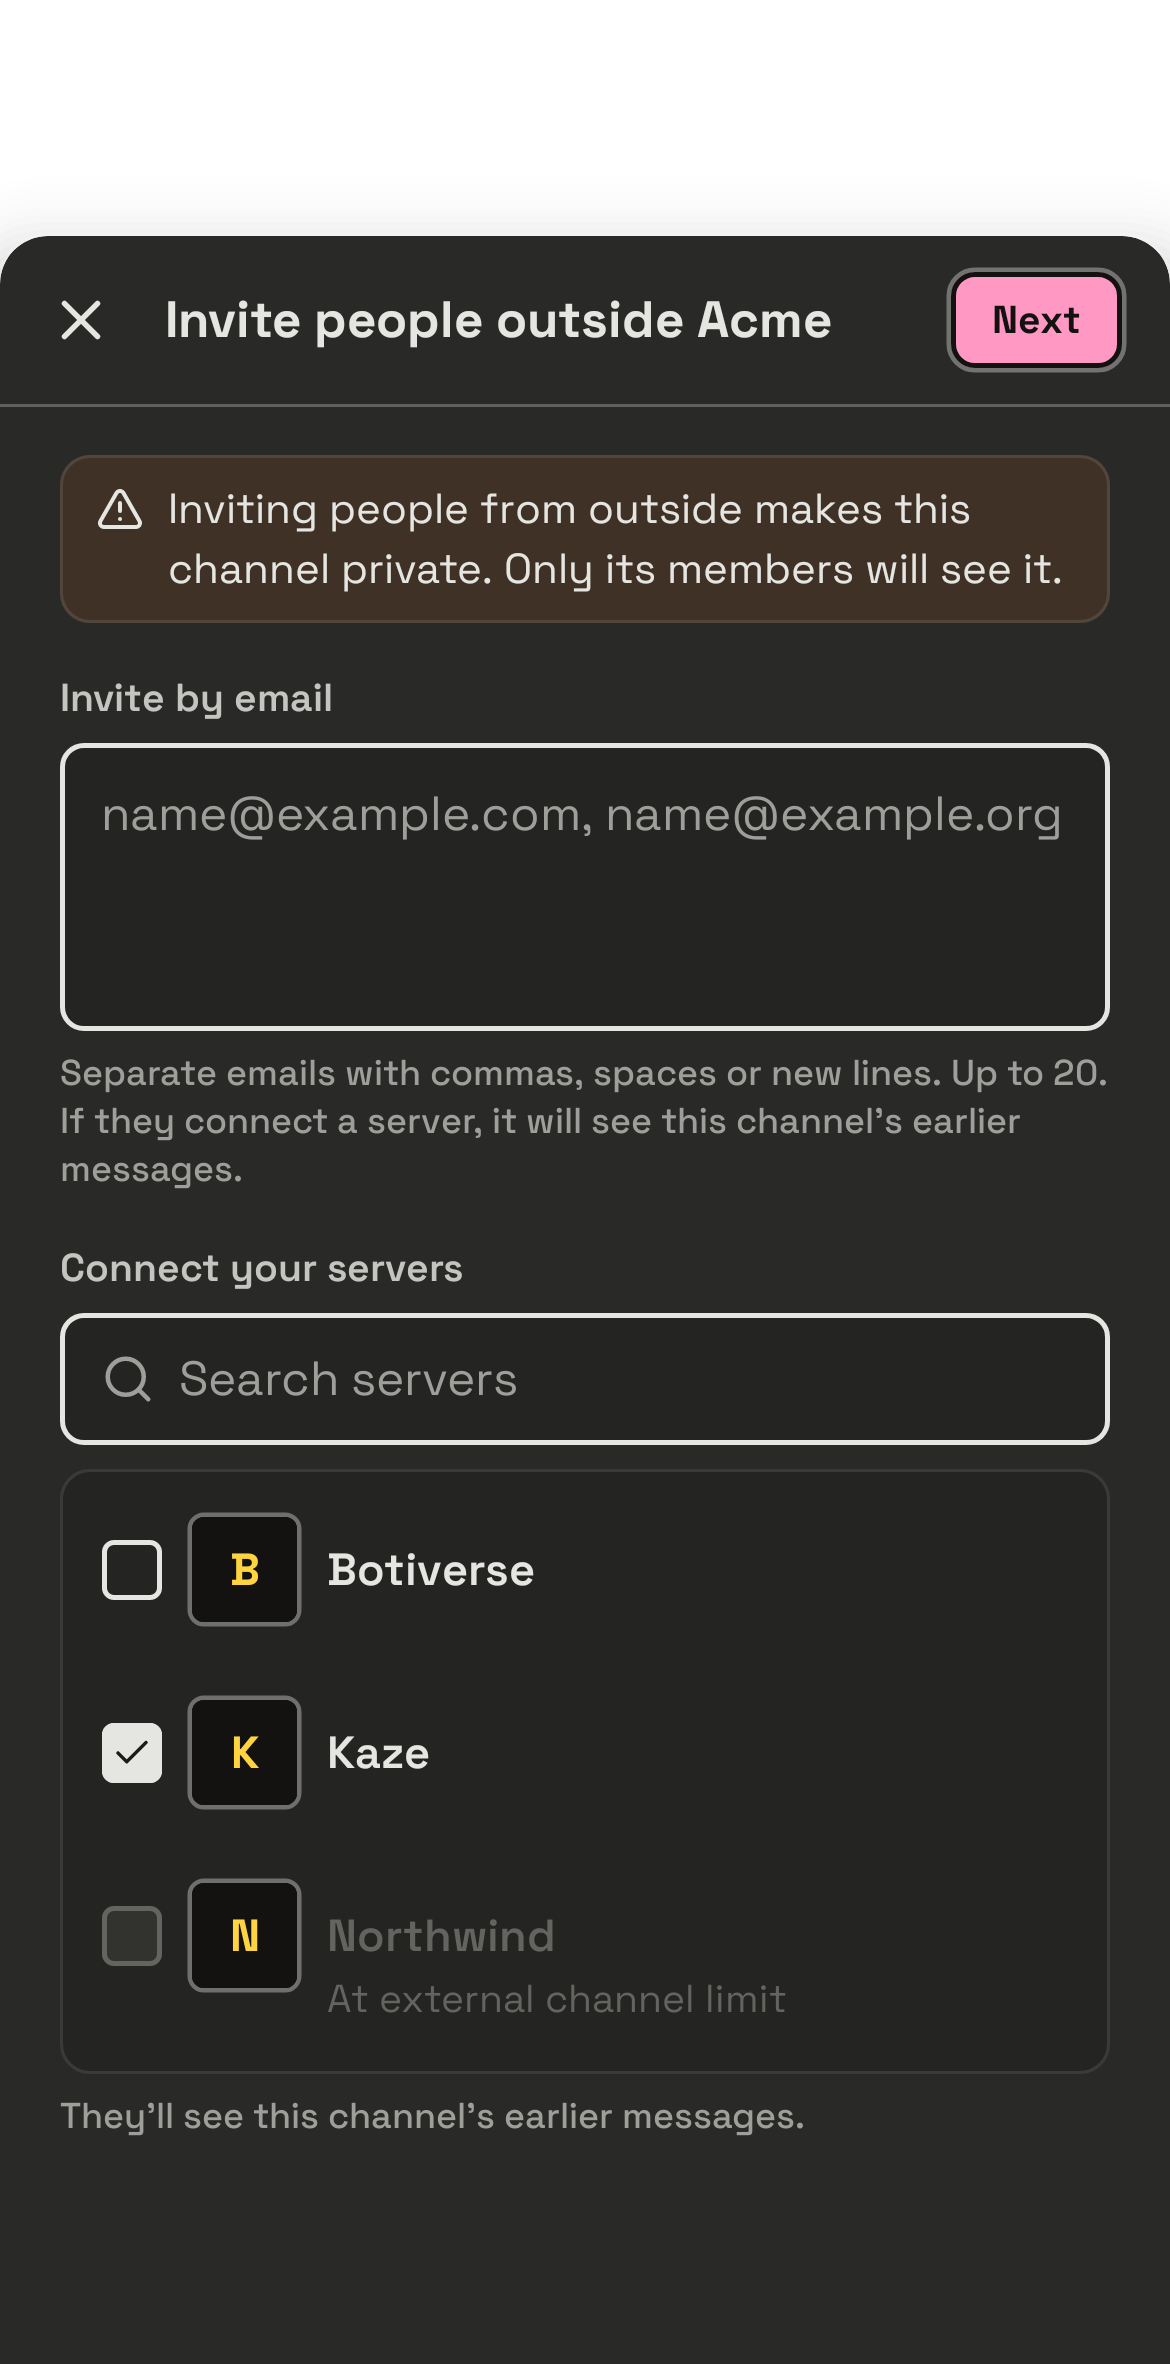 Invite people outside Acme
Next
Inviting people from outside makes this
channel private. Only its members will see it.
Invite by email
name@example.com, name@example.org
Separate emails with commas, spaces or new lines. Up to 20.
If they connect a server, it will see this channel’s earlier
messages.
Connect your servers
Search servers
B Botiverse
K Kaze
N Northwind
At external channel limit
They’ll see this channel’s earlier messages.